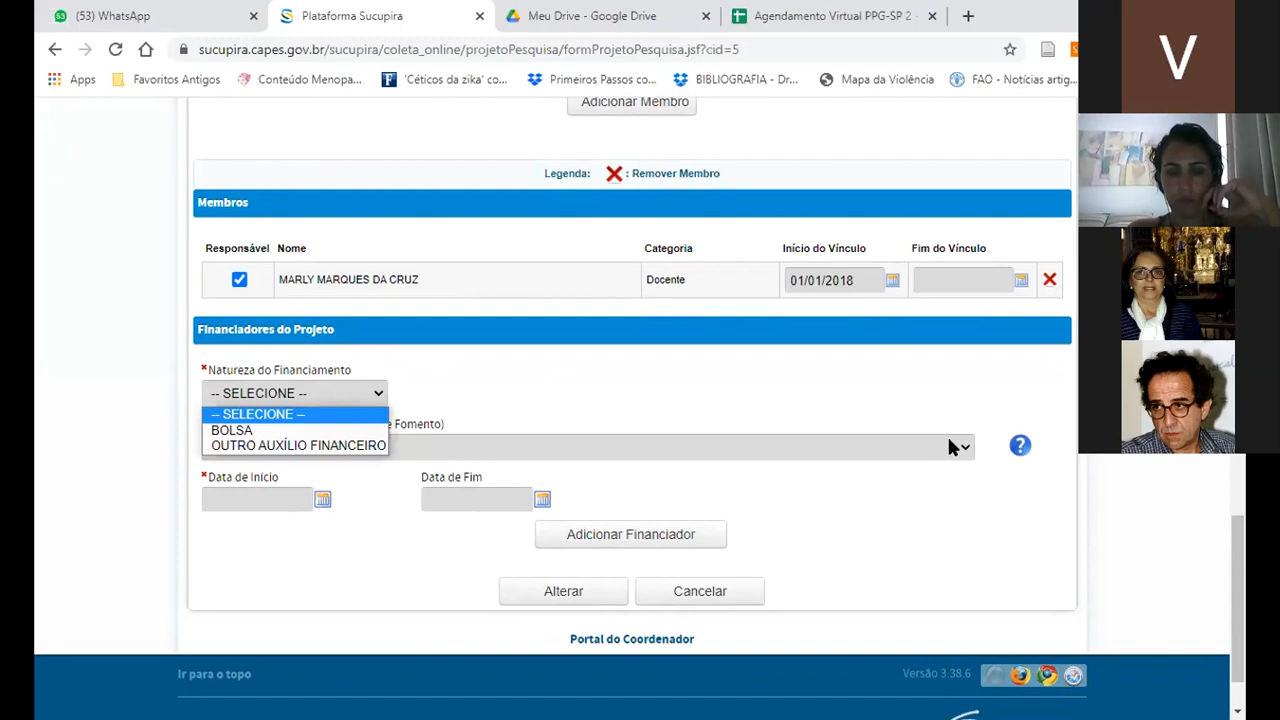 (53) WhatsApp
Plataforma Sucupira
Meu Drive - Google Drive
Agendamento Virtual PPG-SP 2 -
sucupira.capes.gov.br/sucupira/coleta_online/projetoPesquisa/formProjetoPesquisa.jsf?cid=5
Apps
Favoritos Antigos
Conteúdo Menopa...
'Céticos da zika' co...
Primeiros Passos co...
BIBLIOGRAFIA - Dr...
Mapa da Violência
FAO - Notícias artig...
Adicionar Membro
Legenda: : Remover Membro
Membros
Responsável Nome Categoria Início do Vínculo Fim do Vínculo
MARLY MARQUES DA CRUZ Docente 01/01/2018
Financiadores do Projeto
* Natureza do Financiamento
-- SELECIONE --
-- SELECIONE --
BOLSA
OUTRO AUXÍLIO FINANCEIRO
e Fomento)
* Data de Início Data de Fim
Adicionar Financiador
Alterar Cancelar
Portal do Coordenador
Ir para o topo
Versão 3.38.6
V